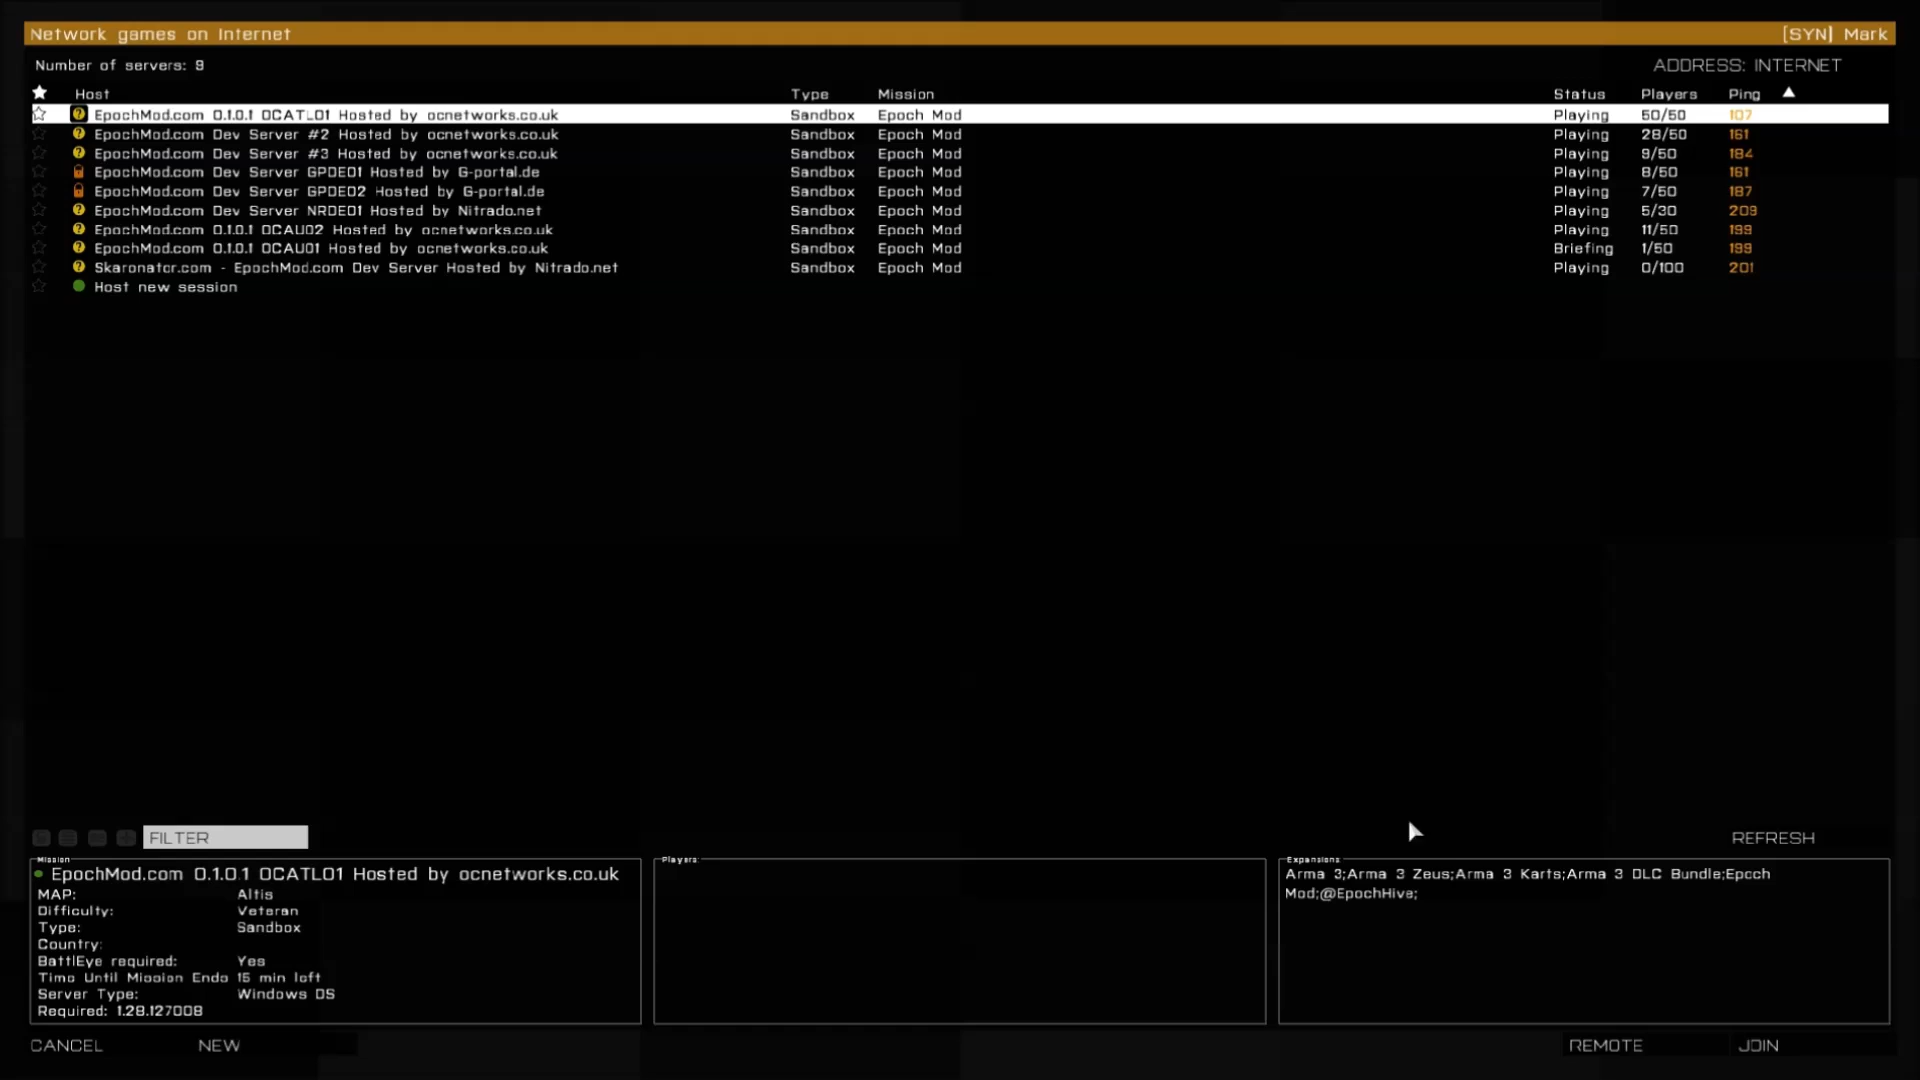 Network games on Internet [SYN] Mark
Number of servers: 9 ADDRESS: INTERNET
Host Type Mission Status Players Ping
EpochMod.com 0.1.0.1 OCATL01 Hosted by ocnetworks.co.uk Sandbox Epoch Mod Playing 50/50 107
EpochMod.com Dev Server #2 Hosted by ocnetworks.co.uk Sandbox Epoch Mod Playing 28/50 161
EpochMod.com Dev Server #3 Hosted by ocnetworks.co.uk Sandbox Epoch Mod Playing 9/50 184
EpochMod.com Dev Server GPDE01 Hosted by G-portal.de Sandbox Epoch Mod Playing 8/50 161
EpochMod.com Dev Server GPDE02 Hosted by G-portal.de Sandbox Epoch Mod Playing 7/50 187
EpochMod.com Dev Server NRDE01 Hosted by Nitrado.net Sandbox Epoch Mod Playing 5/30 209
EpochMod.com 0.1.0.1 OCAU02 Hosted by ocnetworks.co.uk Sandbox Epoch Mod Playing 11/50 199
EpochMod.com 0.1.0.1 OCAU01 Hosted by ocnetworks.co.uk Sandbox Epoch Mod Briefing 1/50 199
Skaronator.com - EpochMod.com Dev Server Hosted by Nitrado.net Sandbox Epoch Mod Playing 0/100 201
Host new session
FILTER REFRESH
Mission
EpochMod.com 0.1.0.1 OCATL01 Hosted by ocnetworks.co.uk
MAP: Altis
Difficulty: Veteran
Type: Sandbox
Country:
BattlEye required: Yes
Time Until Mission Ends 15 min left
Server Type: Windows DS
Required: 1.28.127008
Players:
Expansions:
Arma 3;Arma 3 Zeus;Arma 3 Karts;Arma 3 DLC Bundle;Epoch
Mod;@EpochHive;
CANCEL NEW REMOTE JOIN